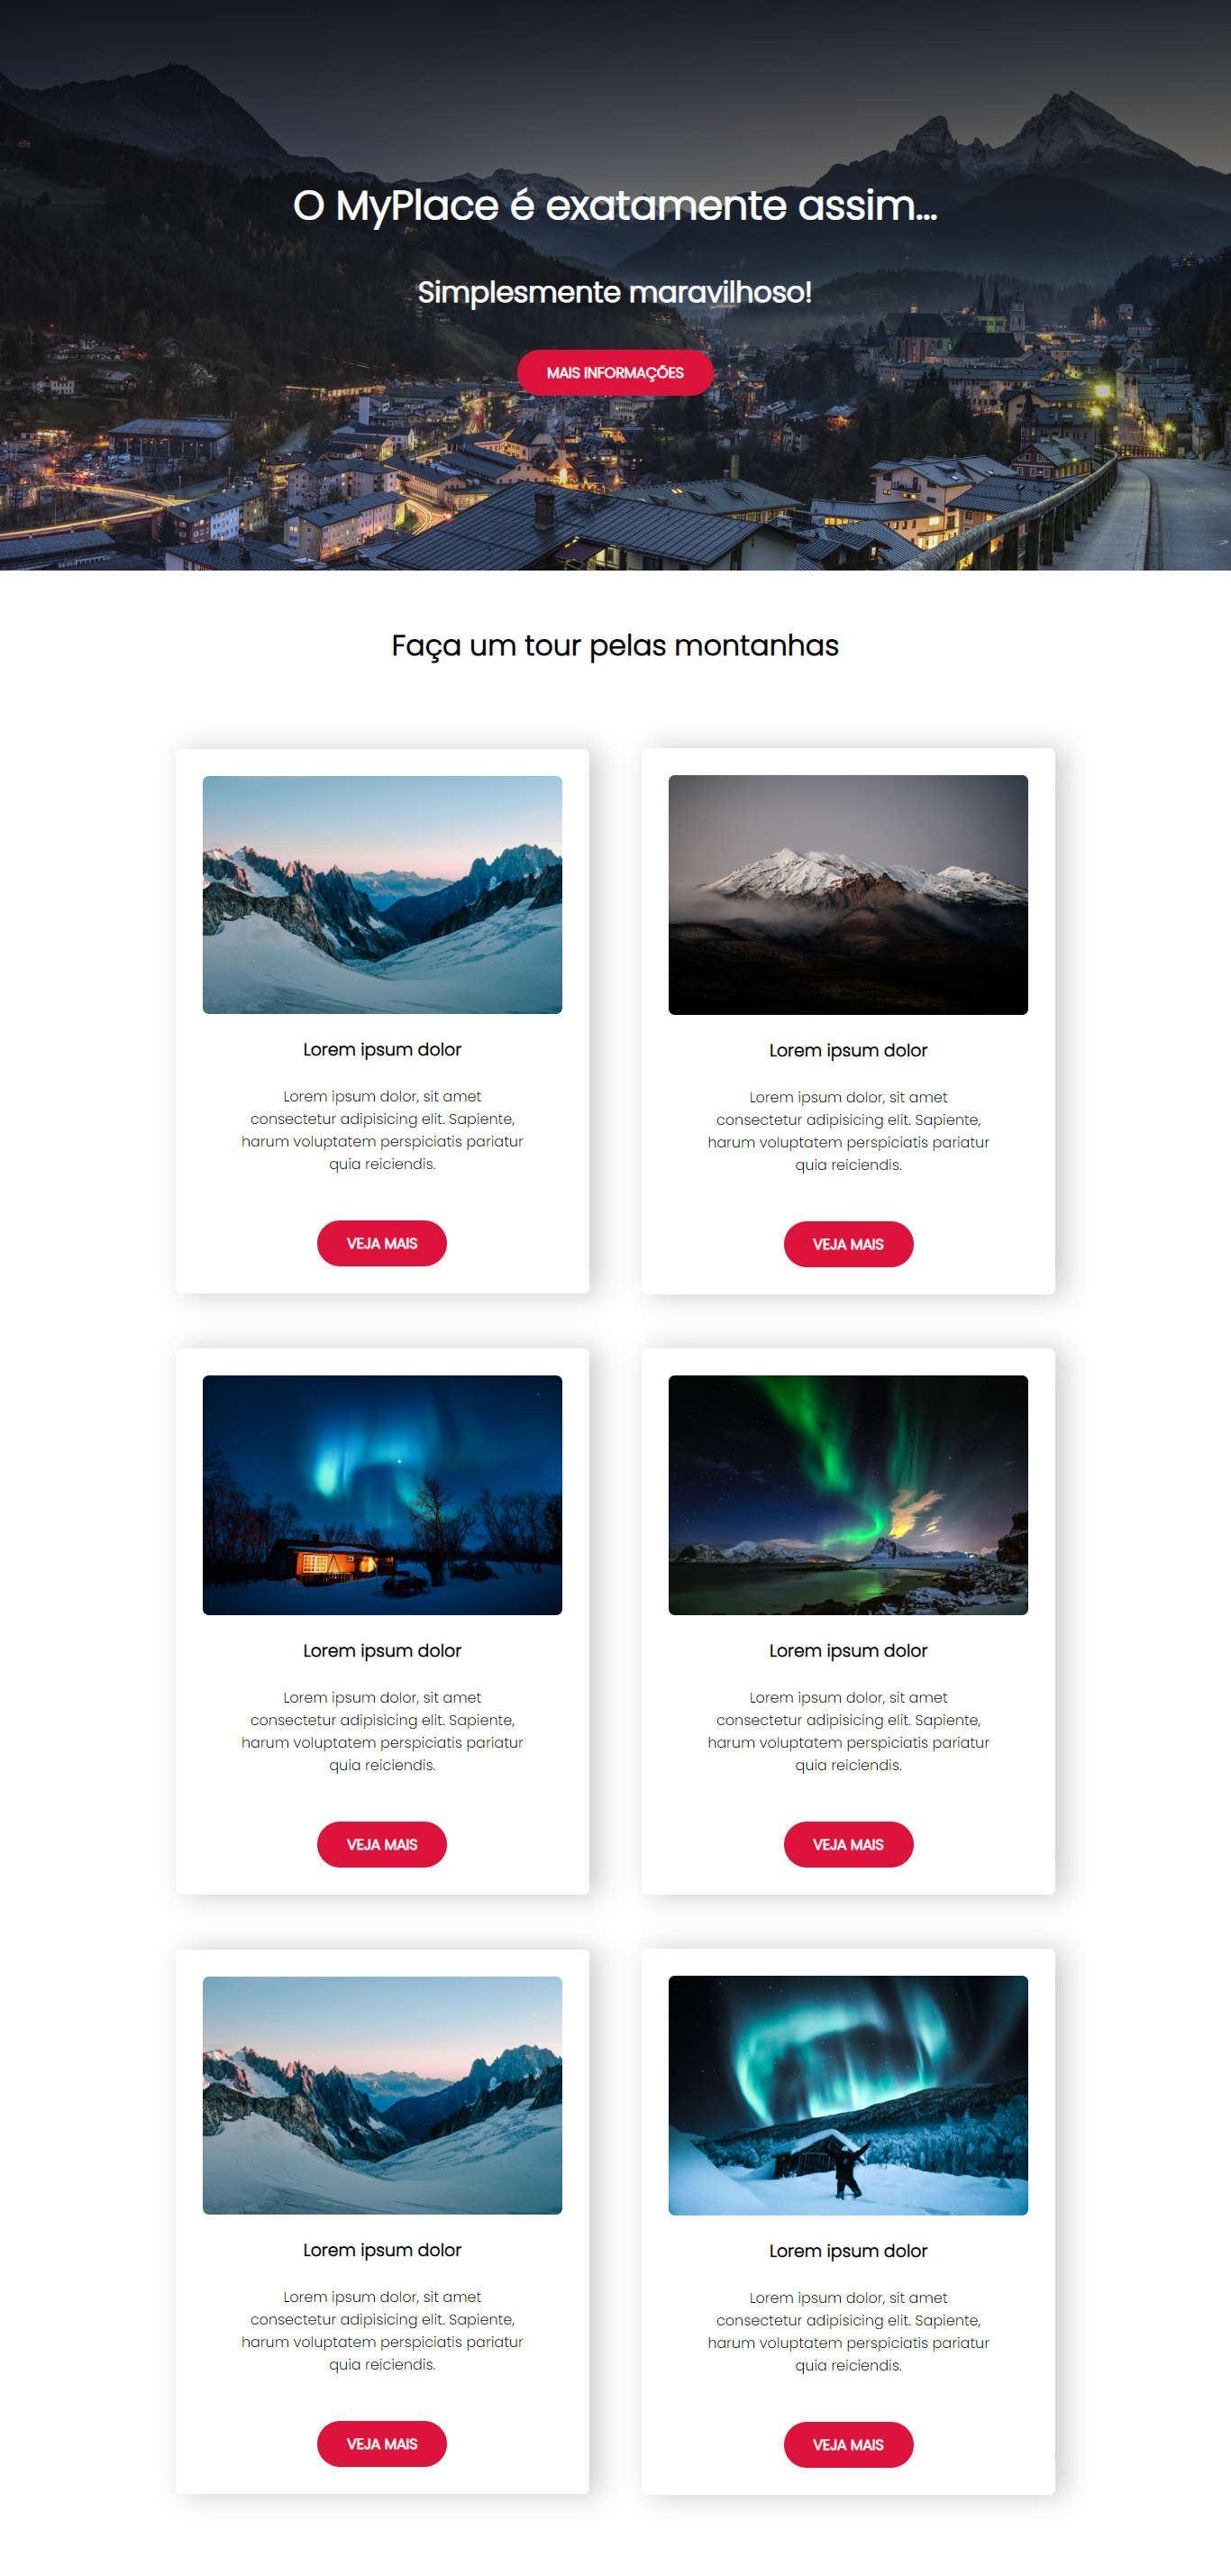 O MyPlace é exatamente assim...
Simplesmente maravilhoso!
MAIS INFORMAÇÕES
Faça um tour pelas montanhas
Lorem ipsum dolor
Lorem ipsum dolor, sit amet
consectetur adipisicing elit. Sapiente,
harum voluptatem perspiciatis pariatur
quia reiciendis.
VEJA MAIS
Lorem ipsum dolor
Lorem ipsum dolor, sit amet
consectetur adipisicing elit. Sapiente,
harum voluptatem perspiciatis pariatur
quia reiciendis.
VEJA MAIS
Lorem ipsum dolor
Lorem ipsum dolor, sit amet
consectetur adipisicing elit. Sapiente,
harum voluptatem perspiciatis pariatur
quia reiciendis.
VEJA MAIS
Lorem ipsum dolor
Lorem ipsum dolor, sit amet
consectetur adipisicing elit. Sapiente,
harum voluptatem perspiciatis pariatur
quia reiciendis.
VEJA MAIS
Lorem ipsum dolor
Lorem ipsum dolor, sit amet
consectetur adipisicing elit. Sapiente,
harum voluptatem perspiciatis pariatur
quia reiciendis.
VEJA MAIS
Lorem ipsum dolor
Lorem ipsum dolor, sit amet
consectetur adipisicing elit. Sapiente,
harum voluptatem perspiciatis pariatur
quia reiciendis.
VEJA MAIS